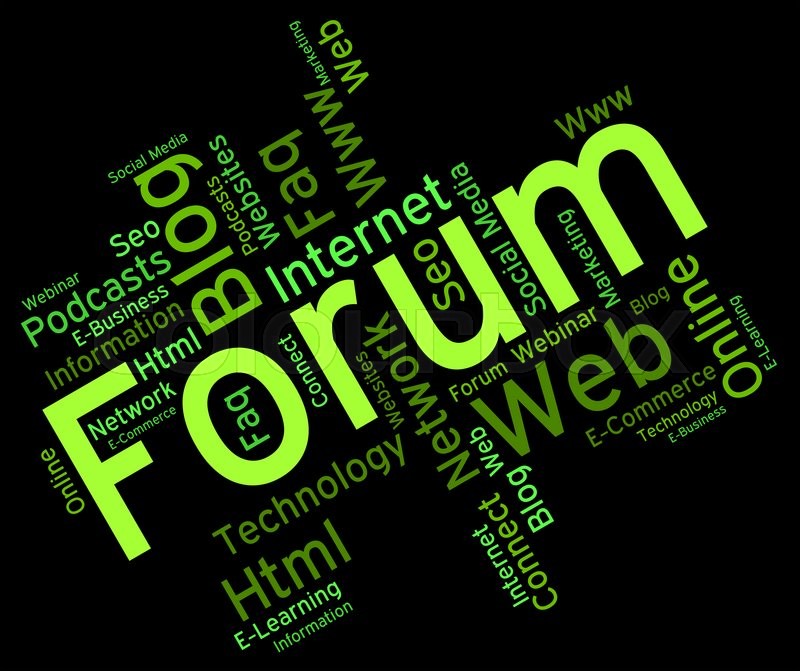 Marketing
Web
Www
Www
Social Media
Blog
Websites
Podcasts
Faq
Internet
Social Media
Seo
Seo
Marketing
Forum
Webinar
Podcasts
E-Business
Information
Html
Network
E-Commerce
Faq
Connect
Websites
Network
Forum Webinar
Blog
Online
E-Learning
Web
E-Commerce
Technology
E-Business
Online
Technology
Web
Blog
Connect
Internet
Html
E-Learning
Information
colourbox